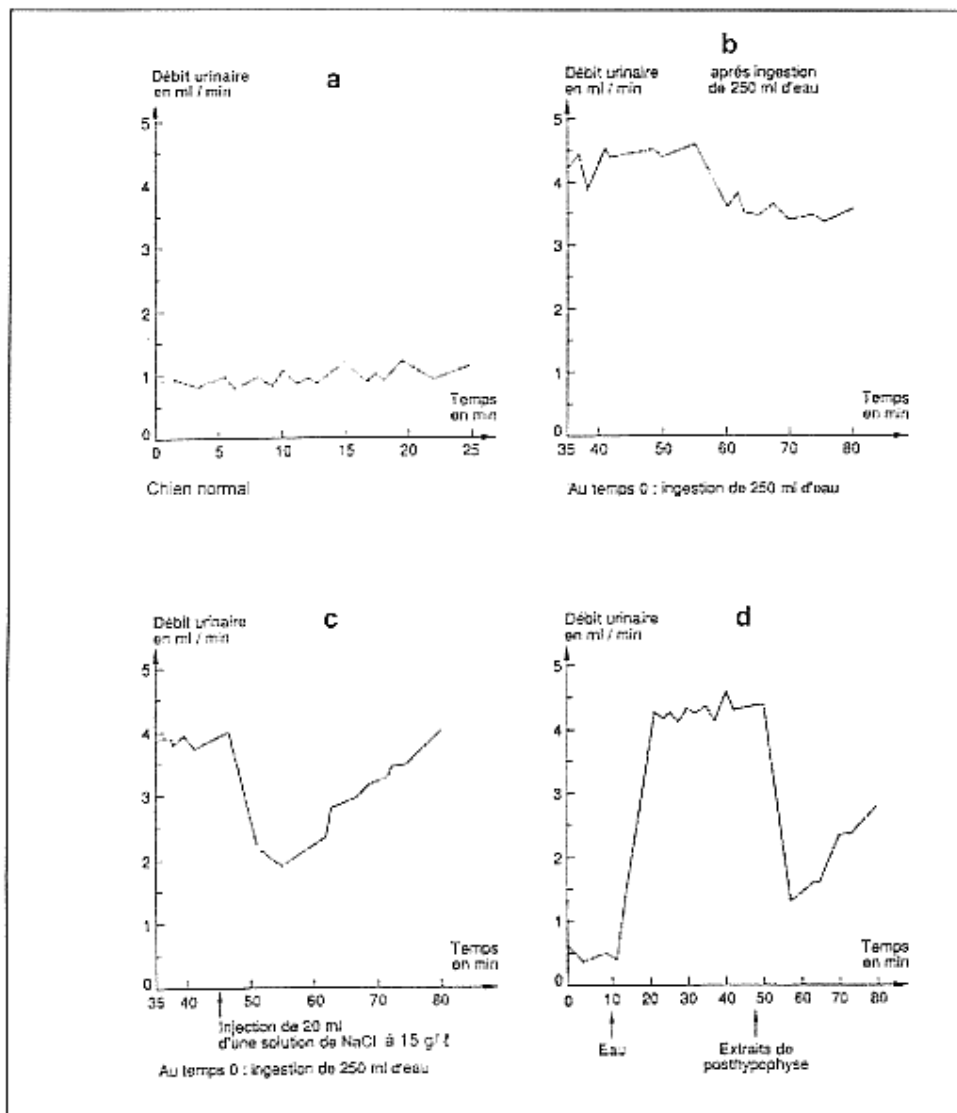 a
Débit urinaire
en ml / min
5
4
3
2
1
0
0 5 10 15 20 25
Temps
en min
Chien normal
b
Débit urinaire
en ml / min
aprés ingestion
de 250 ml d'eau
5
4
3
2
1
0
35 40 50 60 70 80
Temps
en min
Au temps 0 : ingestion de 250 ml d'eau
c
Débit urinaire
en ml / min
5
4
3
2
1
0
35 40 50 60 70 80
Temps
en min
Injection de 20 ml
d'une solution de NaCl à 15 g/ℓ
Au temps 0 : ingestion de 250 ml d'eau
d
Débit urinaire
en ml / min
5
4
3
2
1
0
0 10 20 30 40 50 60 70 80
Temps
en min
Eau
Extraits de
posthypophyse